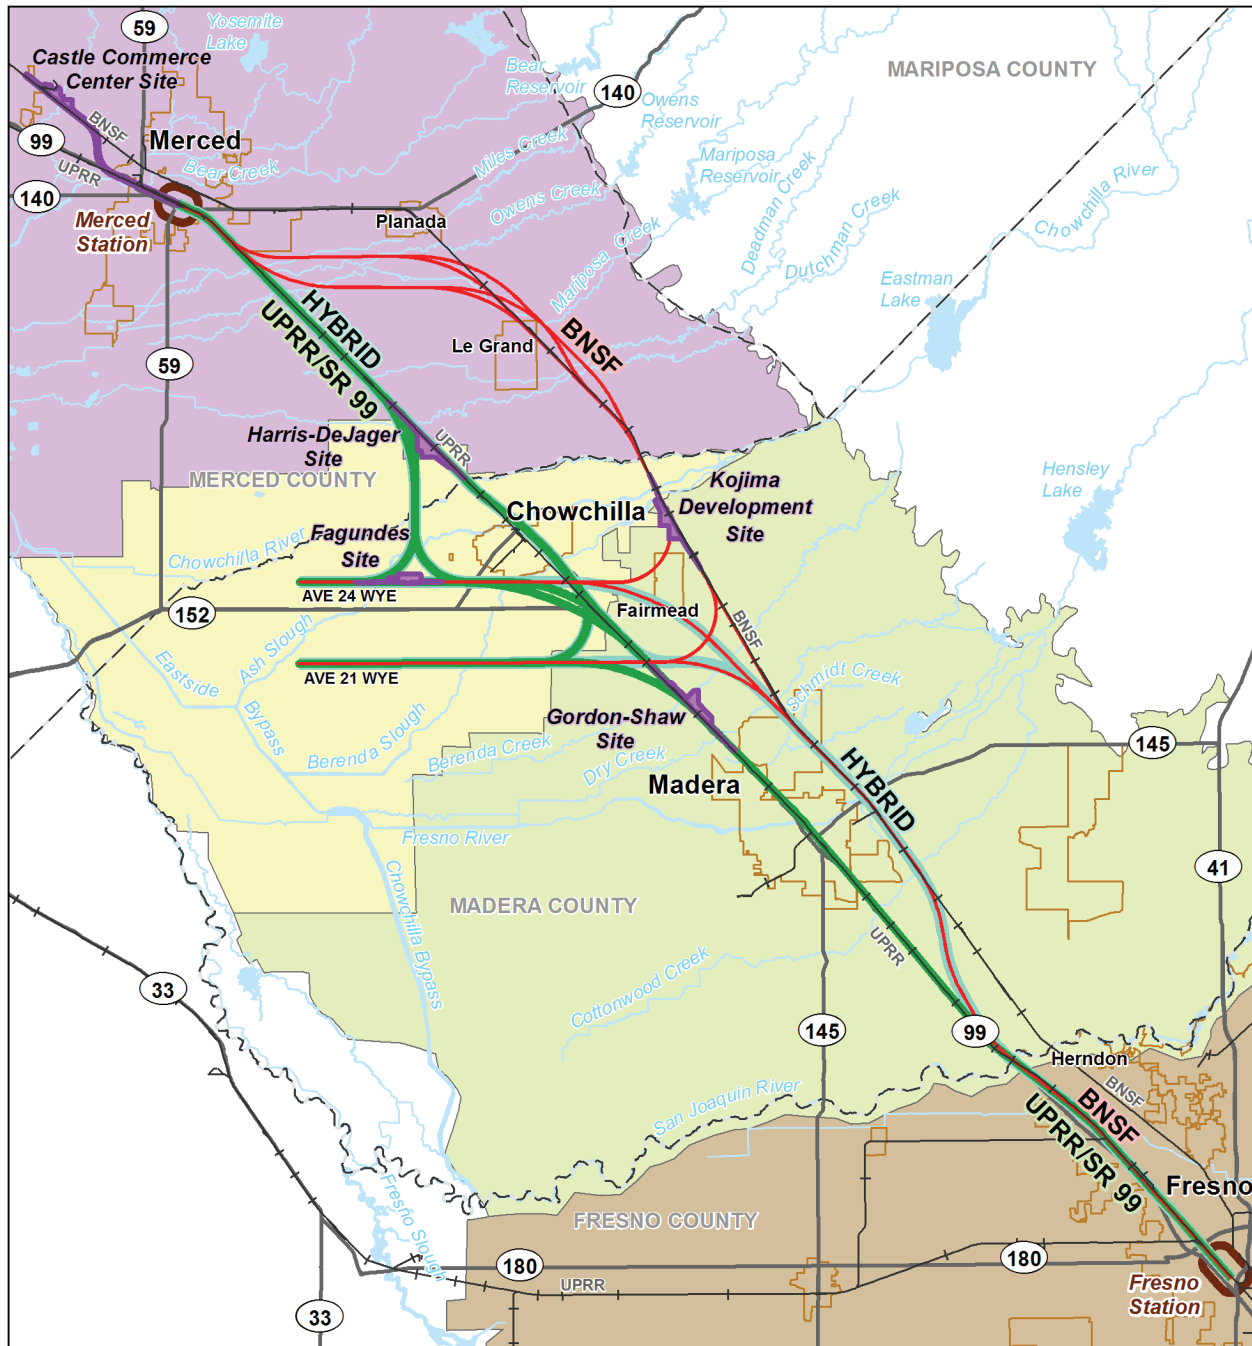 59
Yosemite
Lake
Castle Commerce
Center Site
Bear
Reservoir
MARIPOSA COUNTY
140
Owens
Reservoir
BNSF
99
Merced
UPRR
Bear Creek
Miles Creek
Mariposa
Reservoir
Deadman Creek
Chowchilla River
140
Merced
Station
Planada
Owens Creek
Dutchman Creek
Mariposa Creek
Eastman
Lake
HYBRID
UPRR/SR 99
BNSF
Le Grand
59
Harris-DeJager
Site
UPRR
MERCED COUNTY
Kojima
Development
Site
Hensley
Lake
Chowchilla
Fagundes
Site
Chowchilla River
AVE 24 WYE
152
Fairmead
BNSF
Ash Slough
Eastside
Bypass
AVE 21 WYE
Schmidt Creek
Gordon-Shaw
Site
Berenda Slough
Berenda Creek
Dry Creek
145
HYBRID
Madera
Fresno River
41
Chowchilla Bypass
MADERA COUNTY
UPRR
Cottonwood Creek
33
145
99
Herndon
BNSF
San Joaquin River
BNSF
UPRR/SR 99
Fresno
Fresno Slough
FRESNO COUNTY
180
180
UPRR
Fresno
Station
33